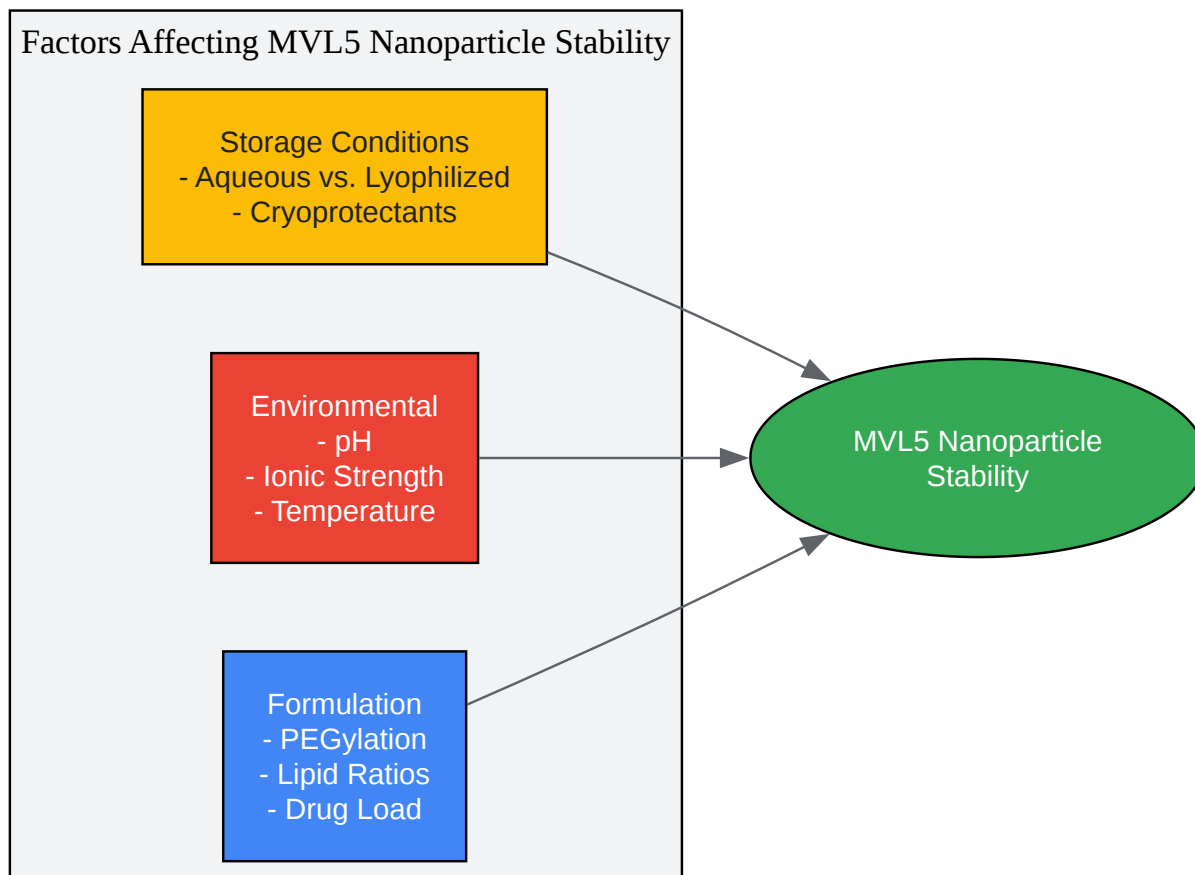 Factors Affecting MVL5 Nanoparticle Stability
Storage Conditions
- Aqueous vs. Lyophilized
- Cryoprotectants
Environmental
- pH
- Ionic Strength
- Temperature
MVL5 Nanoparticle
Stability
Formulation
- PEGylation
- Lipid Ratios
- Drug Load